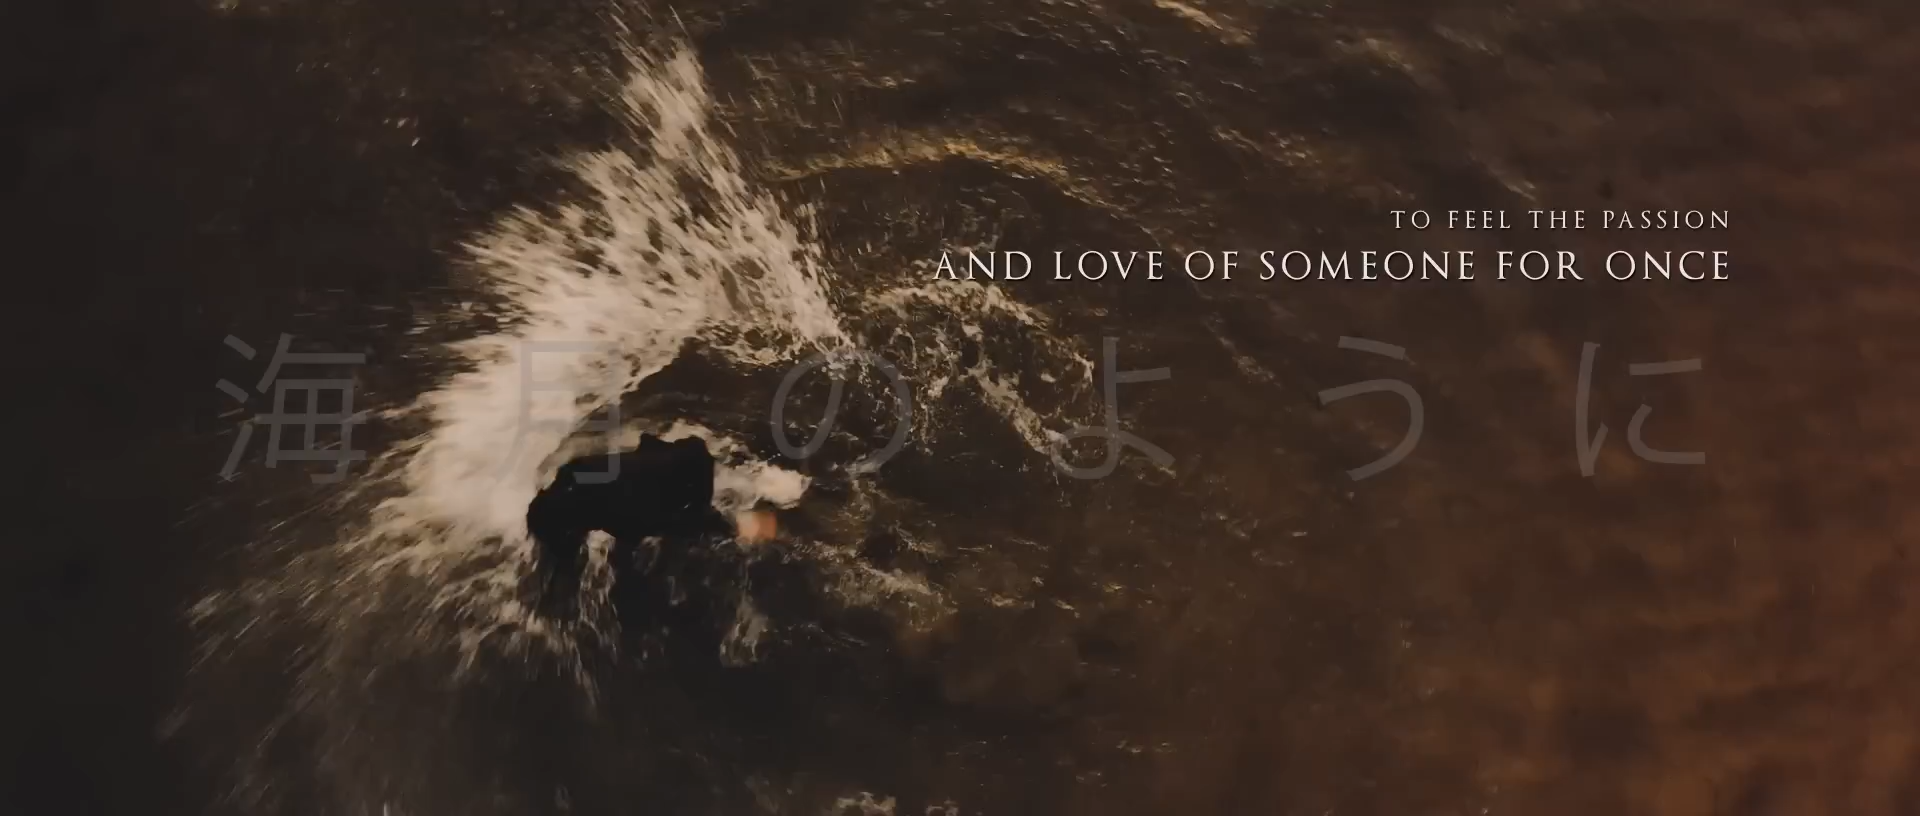 TO FEEL THE PASSION
AND LOVE OF SOMEONE FOR ONCE
海月のように